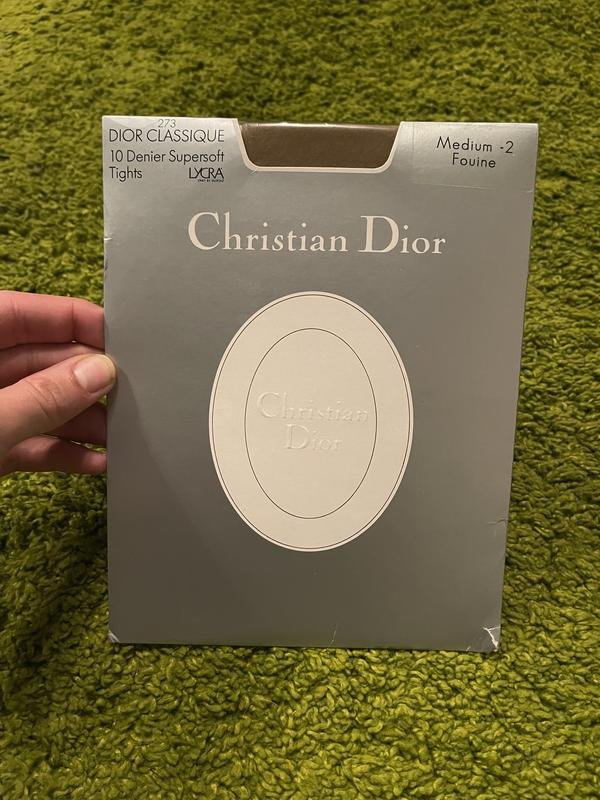 273
DIOR CLASSIQUE
10 Denier Supersoft
Tights LYCRA
Medium -2
Fouine
Christian Dior
Christian
Dior